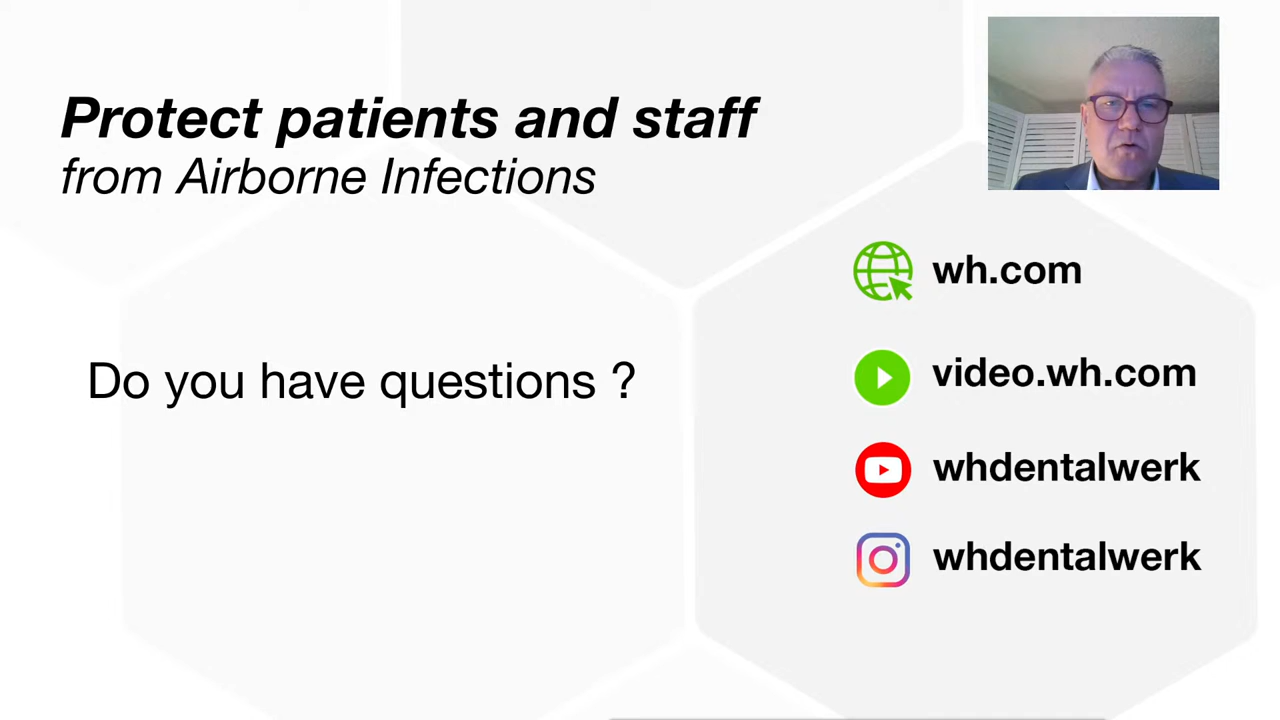 Protect patients and staff
from Airborne Infections
Do you have questions ?
wh.com
video.wh.com
whdentalwerk
whdentalwerk